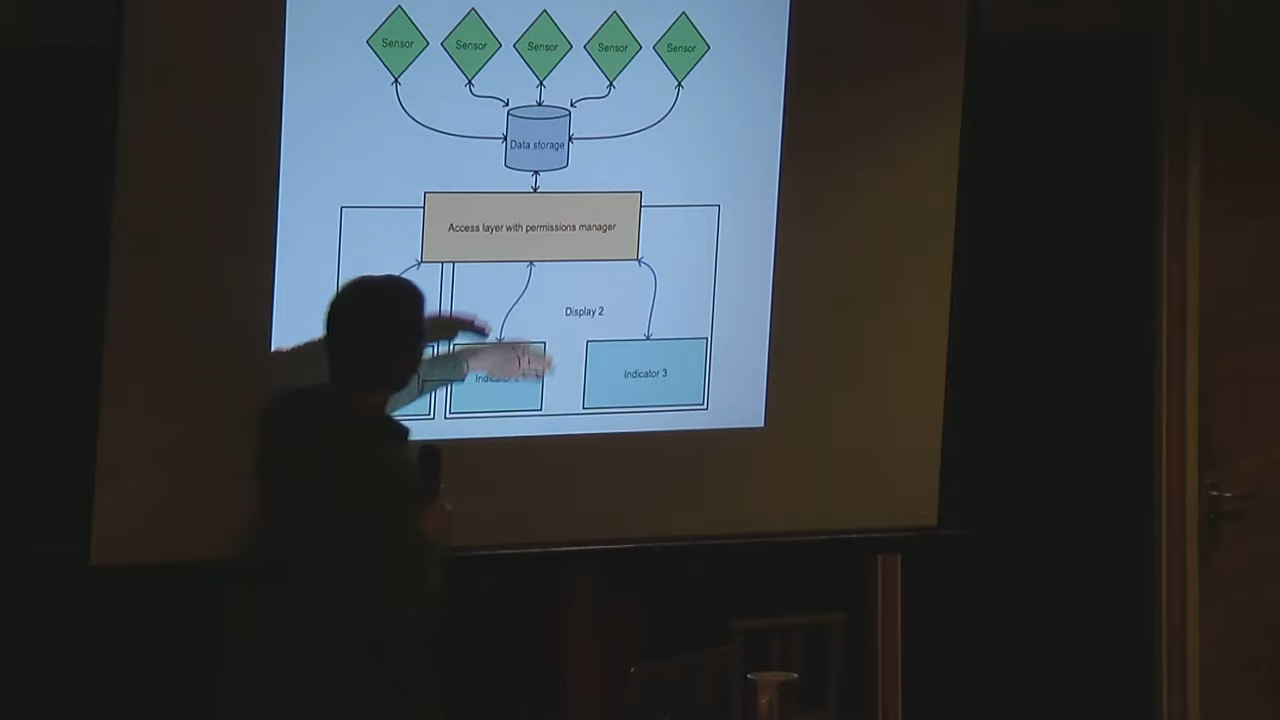 Sensor
Sensor
Sensor
Sensor
Sensor
Data storage
Access layer with permissions manager
Display 2
Indicator 3